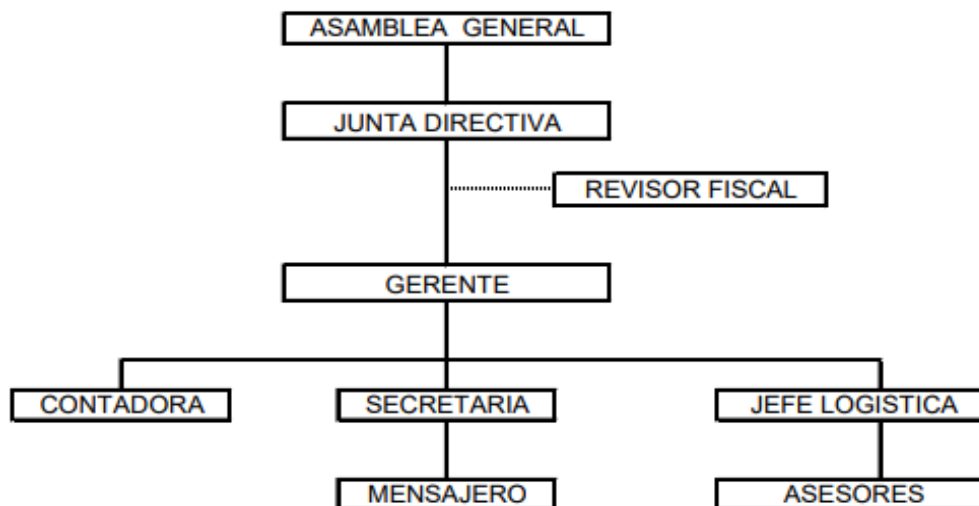 ASAMBLEA GENERAL
JUNTA DIRECTIVA
REVISOR FISCAL
GERENTE
CONTADORA
SECRETARIA
JEFE LOGISTICA
MENSAJERO
ASESORES